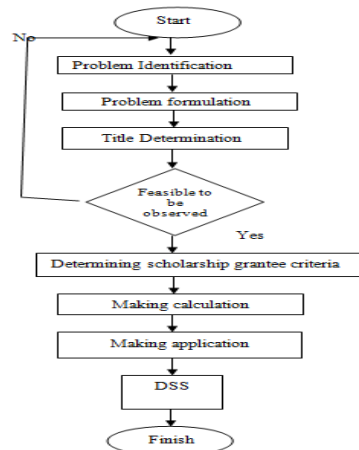 Start
No
Problem Identification
Problem formulation
Title Determination
Feasible to
be
observed
Yes
Determining scholarship grantee criteria
Making calculation
Making application
DSS
Finish